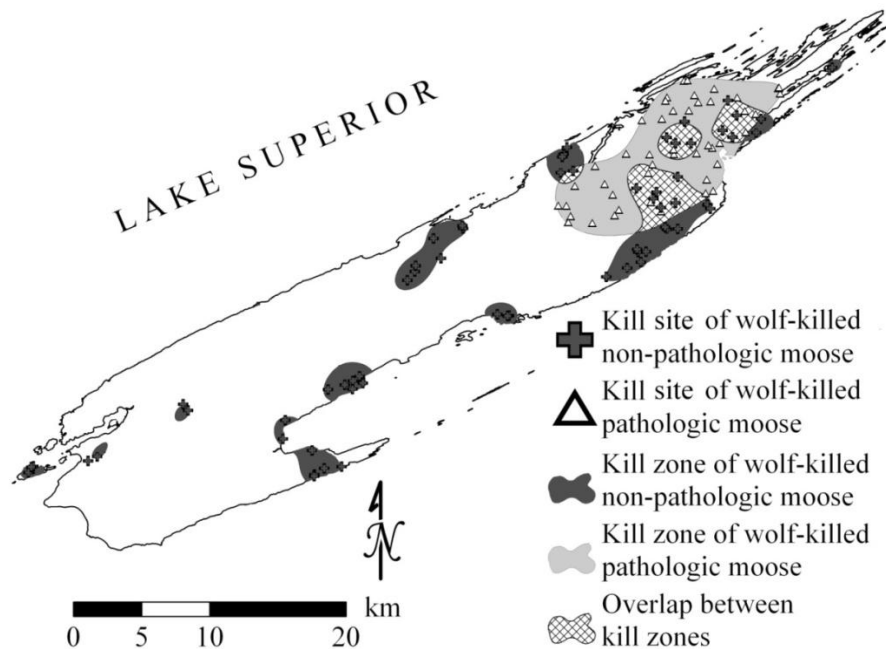 LAKE SUPERIOR
Kill site of wolf-killed
non-pathologic moose
Kill site of wolf-killed
pathologic moose
Kill zone of wolf-killed
non-pathologic moose
Kill zone of wolf-killed
pathologic moose
Overlap between
kill zones
N
km
0 5 10 20